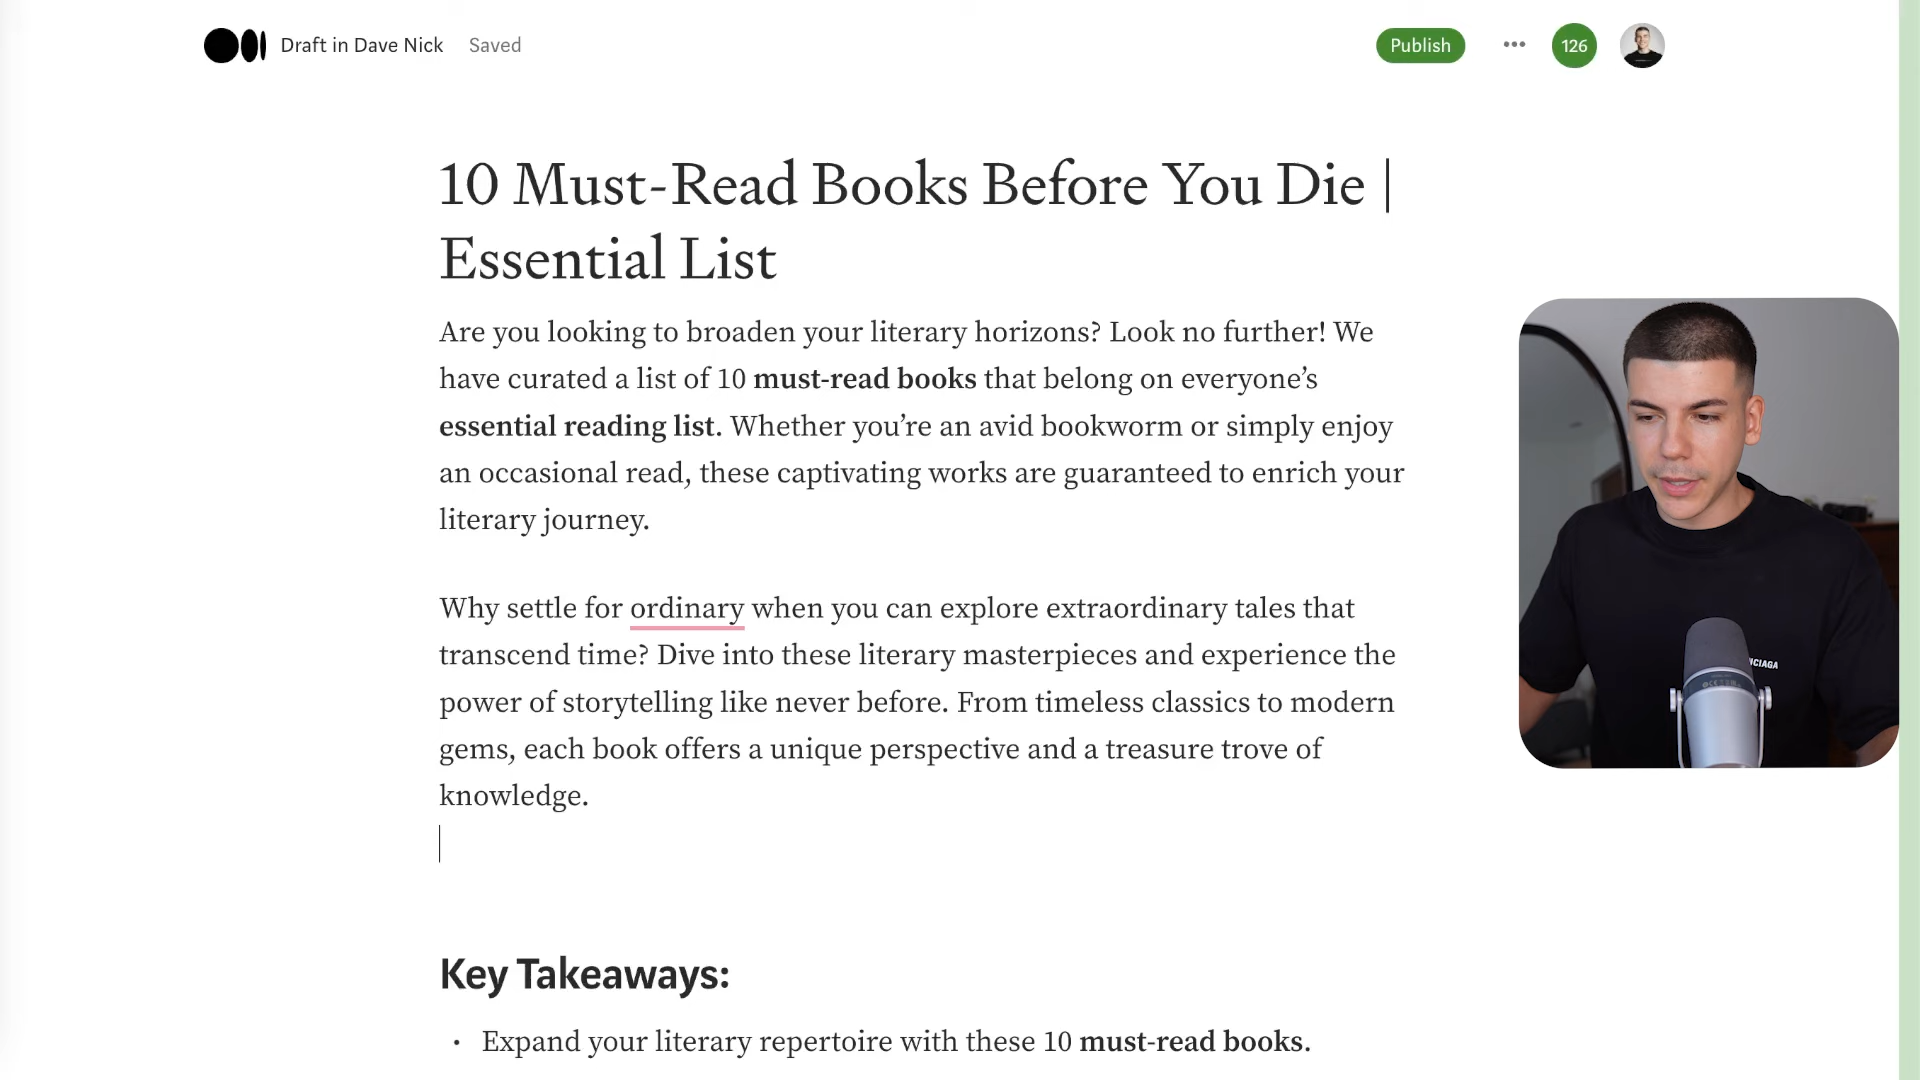 Draft in Dave Nick Saved
Publish ••• 126
10 Must-Read Books Before You Die |
Essential List
Are you looking to broaden your literary horizons? Look no further! We
have curated a list of 10 must-read books that belong on everyone’s
essential reading list. Whether you’re an avid bookworm or simply enjoy
an occasional read, these captivating works are guaranteed to enrich your
literary journey.
Why settle for ordinary when you can explore extraordinary tales that
transcend time? Dive into these literary masterpieces and experience the
power of storytelling like never before. From timeless classics to modern
gems, each book offers a unique perspective and a treasure trove of
knowledge.
Key Takeaways:
• Expand your literary repertoire with these 10 must-read books.